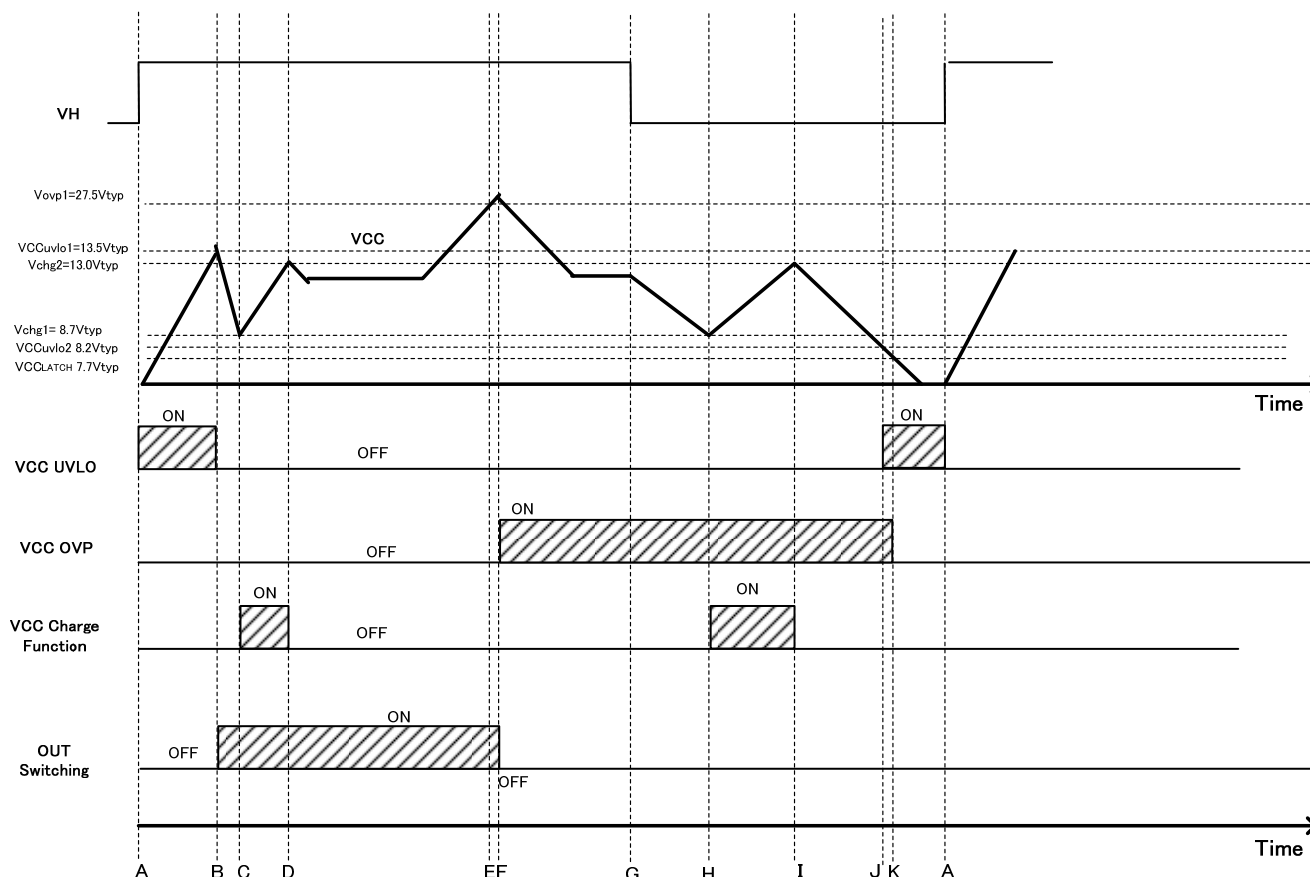 VH
Vovp1=27.5Vtyp
VCCuvlo1=13.5Vtyp
VCC
Vchg2=13.0Vtyp
Vchg1= 8.7Vtyp
VCCuvlo2 8.2Vtyp
VCCLATCH 7.7Vtyp
Time
ON
ON
OFF
VCC UVLO
ON
VCC OVP
OFF
ON
ON
VCC Charge
Function
OFF
ON
OUT
Switching
OFF
OFF
Time
A B C D E F G H I J K A